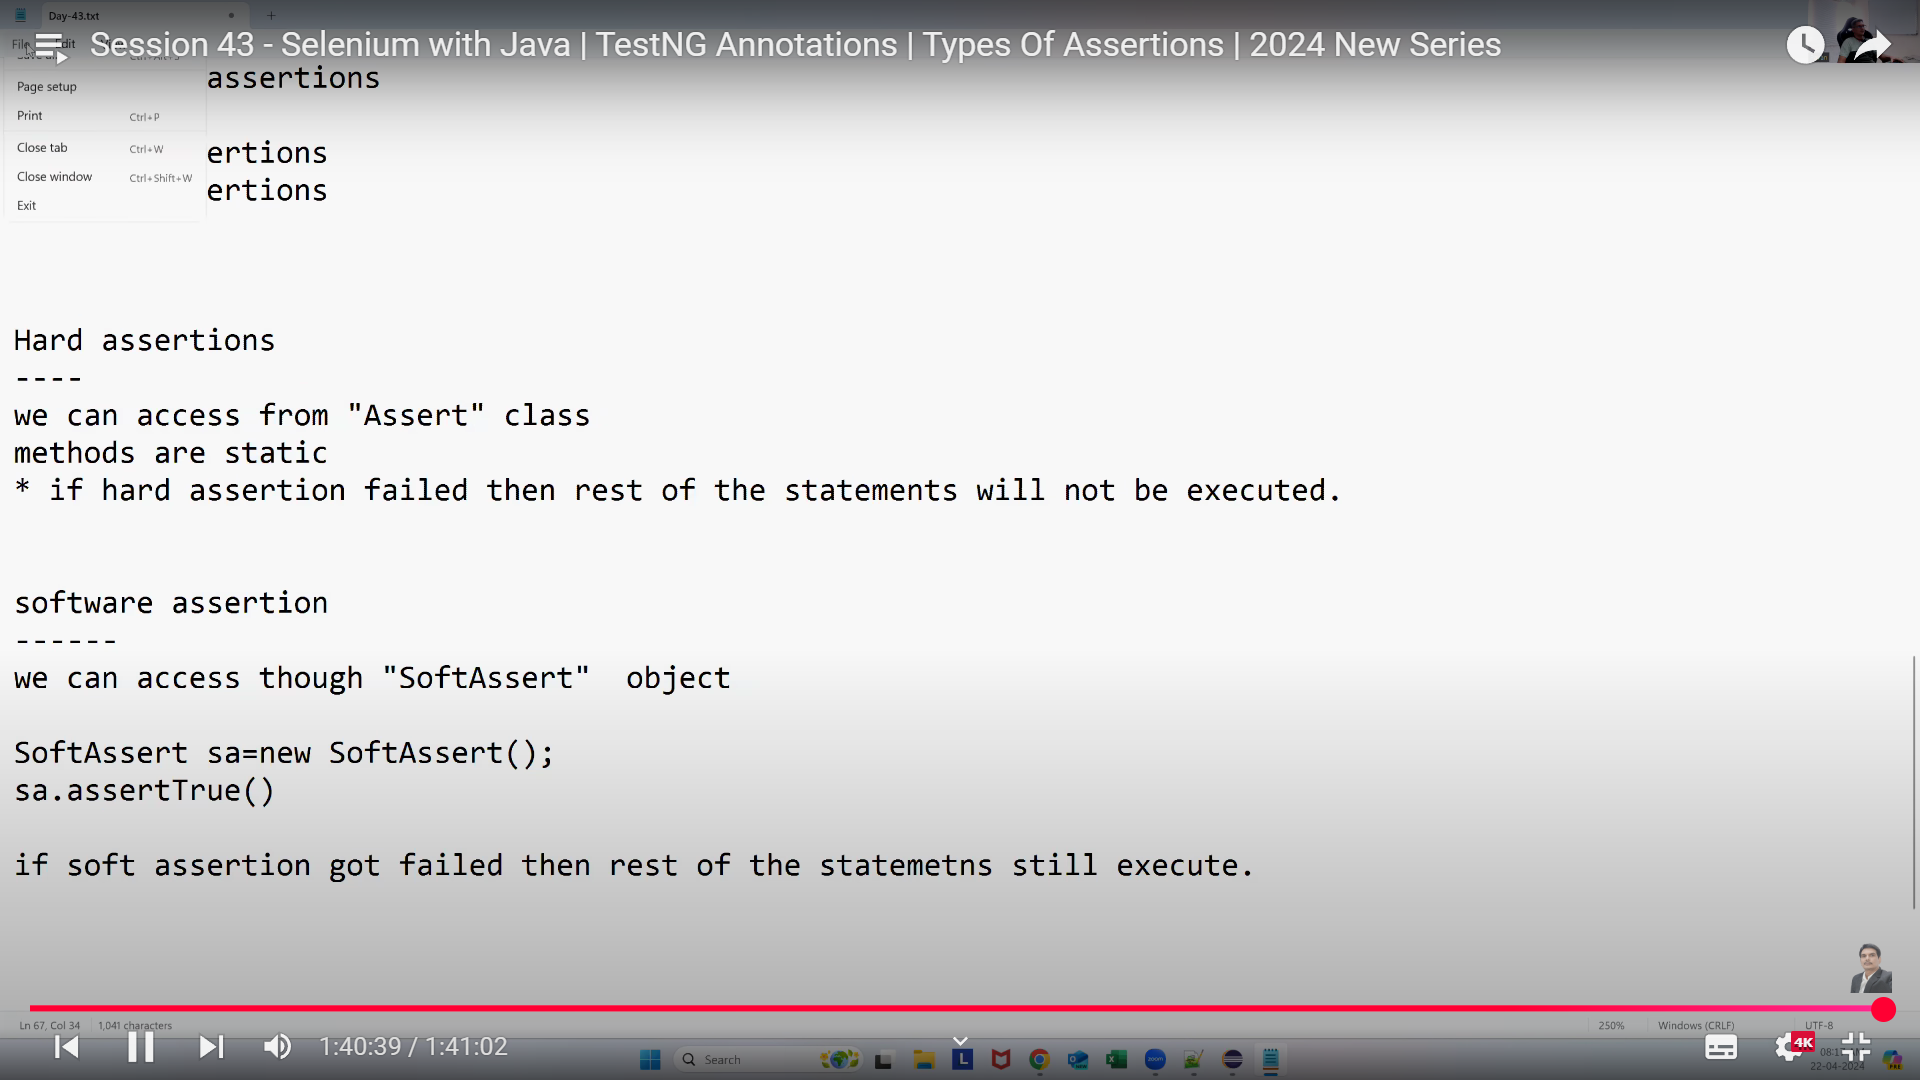 Day-43.txt
File Edit
Session 43 - Selenium with Java | TestNG Annotations | Types Of Assertions | 2024 New Series
assertions
Page setup
Print Ctrl+P
Close tab Ctrl+W
ertions
Close window Ctrl+Shift+W
ertions
Exit
Hard assertions
----
we can access from "Assert" class
methods are static
* if hard assertion failed then rest of the statements will not be executed.
software assertion
------
we can access though "SoftAssert"  object
SoftAssert sa=new SoftAssert();
sa.assertTrue()
if soft assertion got failed then rest of the statemetns still execute.
Ln 67, Col 34 1,041 characters 250% Windows (CRLF) UTF-8
1:40:39 / 1:41:02
Search
L
zoom
4K
22-04-2024
PRE